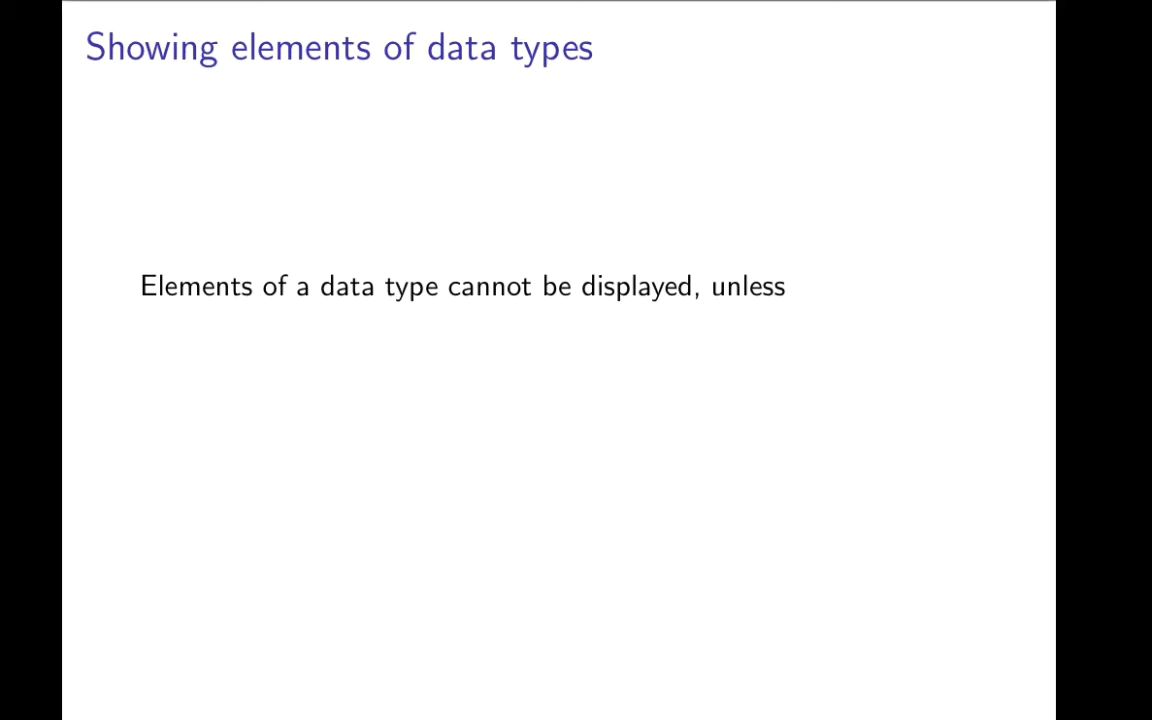 Showing elements of data types
Elements of a data type cannot be displayed, unless